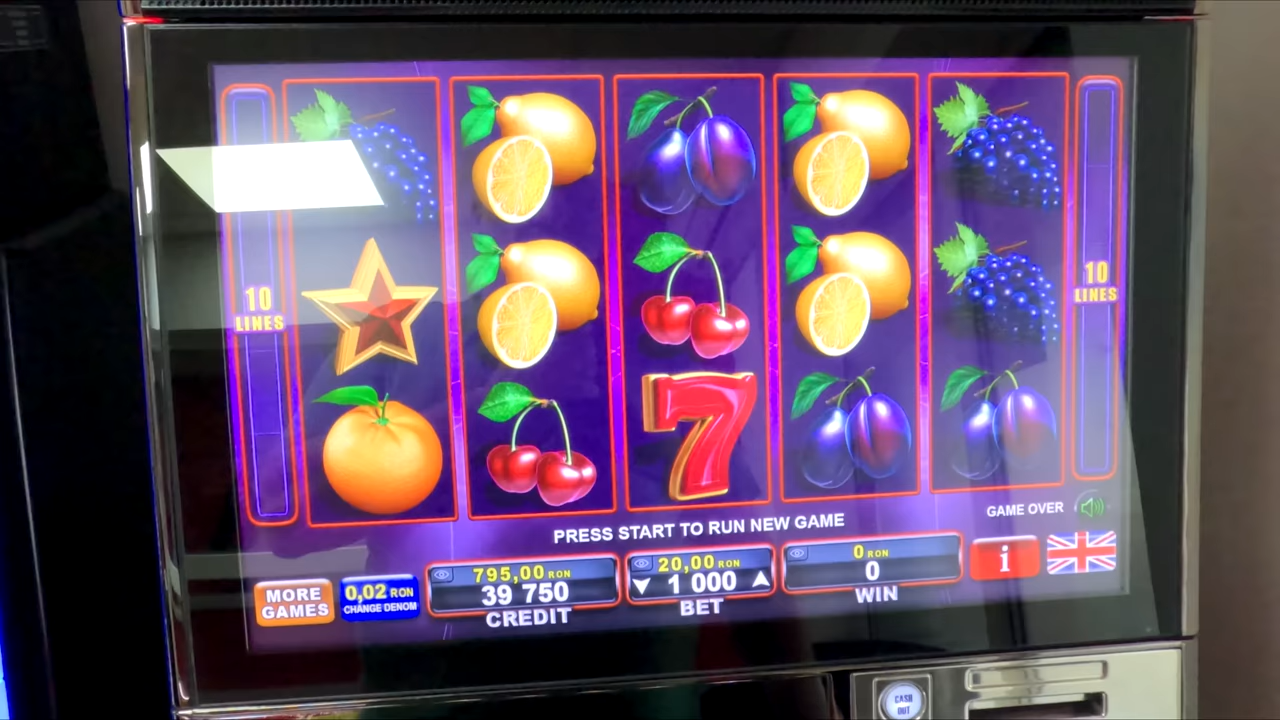 10
LINES
10
LINES
7
PRESS START TO RUN NEW GAME
GAME OVER
MORE
GAMES
0,02 RON
CHANGE DENOM
795,00 RON
39 750
CREDIT
20,00 RON
1 000
BET
0 RON
0
WIN
i
CASH
OUT